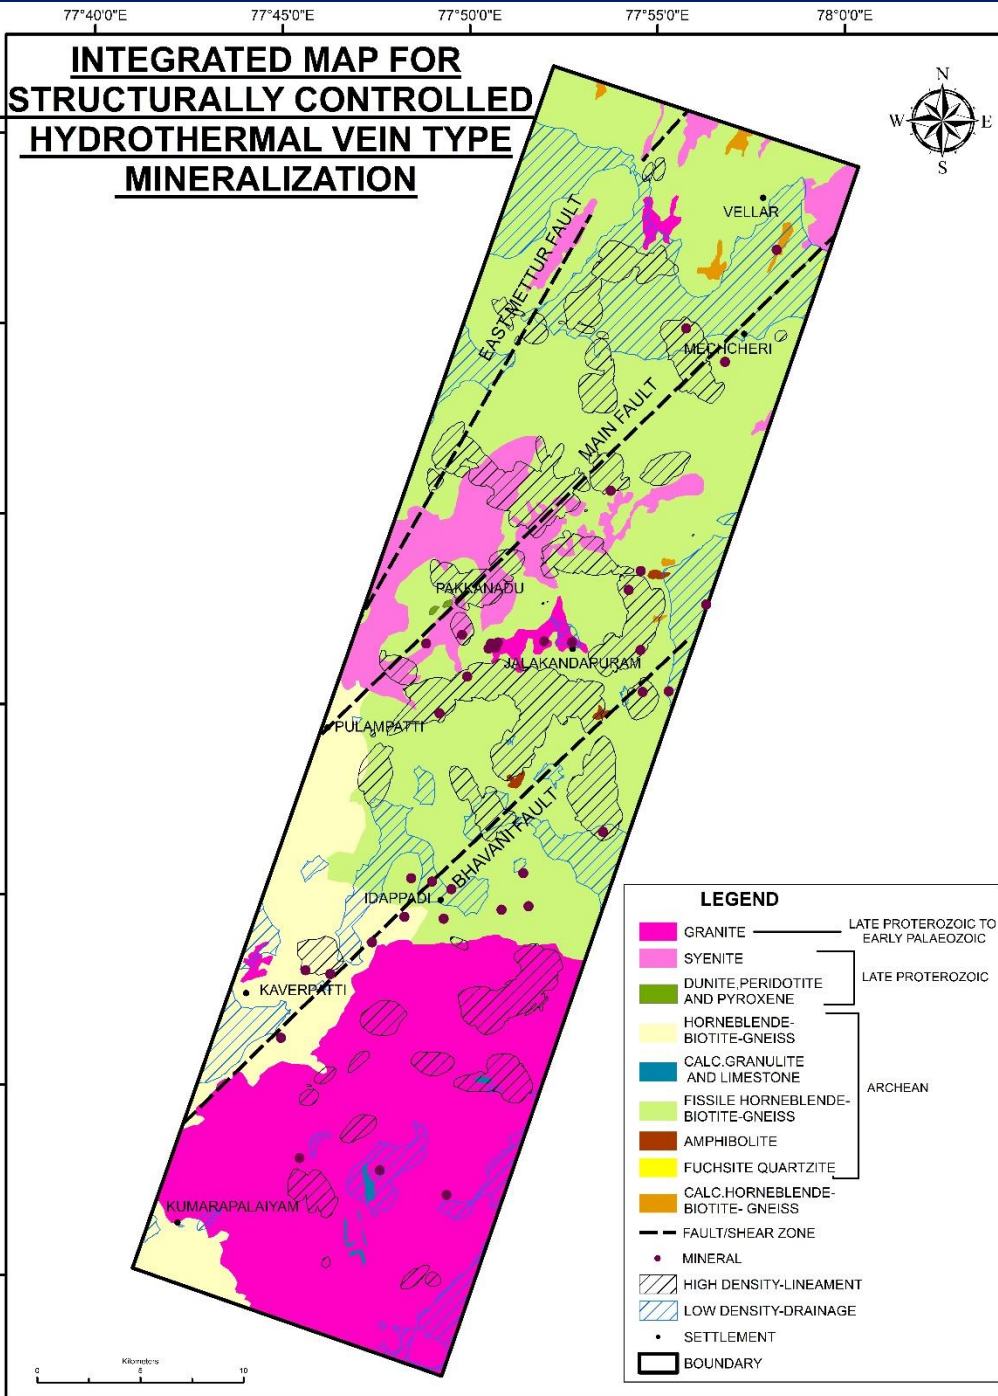 77°40'0"E
77°45'0"E
77°50'0"E
77°55'0"E
78°0'0"E
INTEGRATED MAP FOR
STRUCTURALLY CONTROLLED
HYDROTHERMAL VEIN TYPE
MINERALIZATION
N
W
E
S
VELLAR
EAST-METTUR FAULT
MECHCHERI
MAIN FAULT
PAKKANADU
JALAKANDAPURAM
PULAMPATTI
BHAVANI FAULT
IDAPPADI
KAVERPATTI
KUMARAPALAIYAM
LEGEND
GRANITE
LATE PROTEROZOIC TO
EARLY PALAEOZOIC
SYENITE
DUNITE,PERIDOTITE
AND PYROXENE
LATE PROTEROZOIC
HORNEBLENDE-
BIOTITE-GNEISS
CALC.GRANULITE
AND LIMESTONE
FISSILE HORNEBLENDE-
BIOTITE-GNEISS
AMPHIBOLITE
FUCHSITE QUARTZITE
ARCHEAN
CALC.HORNEBLENDE-
BIOTITE- GNEISS
FAULT/SHEAR ZONE
MINERAL
HIGH DENSITY-LINEAMENT
LOW DENSITY-DRAINAGE
SETTLEMENT
BOUNDARY
Kilometers
0 5 10